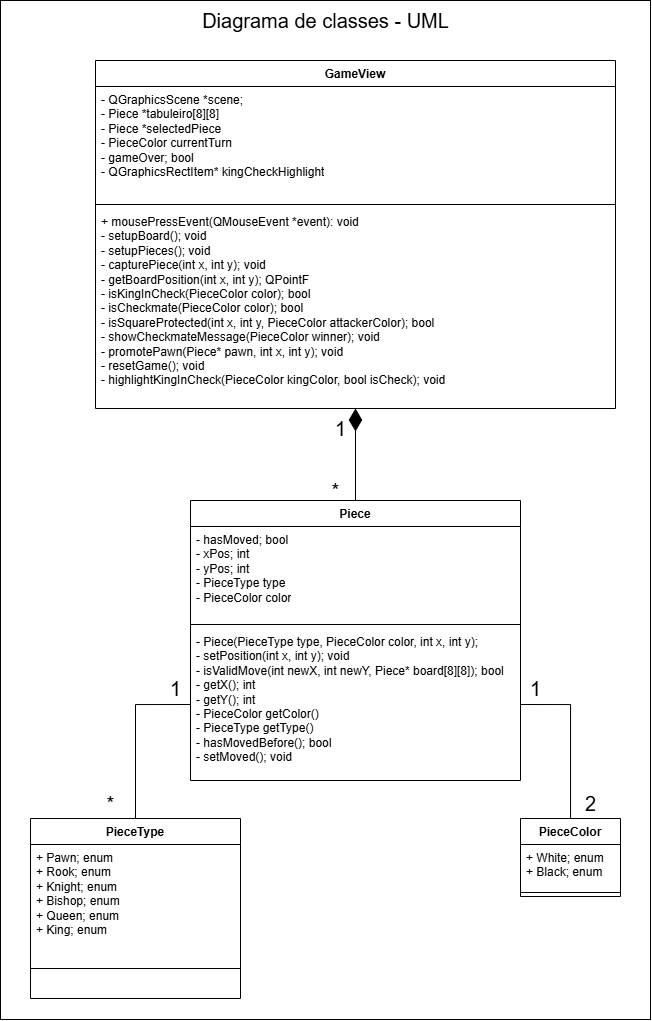 Diagrama de classes - UML
GameView
- QGraphicsScene *scene;
- Piece *tabuleiro[8][8]
- Piece *selectedPiece
- PieceColor currentTurn
- gameOver; bool
- QGraphicsRectItem* kingCheckHighlight
+ mousePressEvent(QMouseEvent *event): void
- setupBoard(); void
- setupPieces(); void
- capturePiece(int x, int y); void
- getBoardPosition(int x, int y); QPointF
- isKingInCheck(PieceColor color); bool
- isCheckmate(PieceColor color); bool
- isSquareProtected(int x, int y, PieceColor attackerColor); bool
- showCheckmateMessage(PieceColor winner); void
- promotePawn(Piece* pawn, int x, int y); void
- resetGame(); void
- highlightKingInCheck(PieceColor kingColor, bool isCheck); void
1
*
Piece
- hasMoved; bool
- xPos; int
- yPos; int
- PieceType type
- PieceColor color
- Piece(PieceType type, PieceColor color, int x, int y);
- setPosition(int x, int y); void
- isValidMove(int newX, int newY, Piece* board[8][8]); bool
- getX(); int
- getY(); int
- PieceColor getColor()
- PieceType getType()
- hasMovedBefore(); bool
- setMoved(); void
1
1
*
2
PieceType
+ Pawn; enum
+ Rook; enum
+ Knight; enum
+ Bishop; enum
+ Queen; enum
+ King; enum
PieceColor
+ White; enum
+ Black; enum